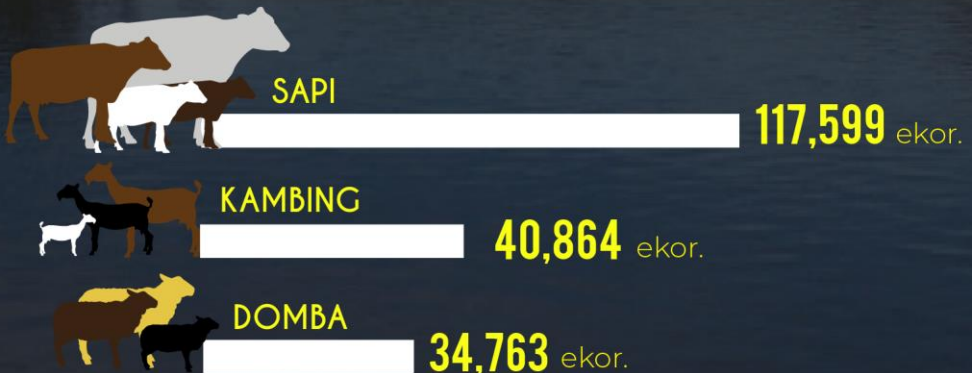 SAPI
117,599 ekor.
KAMBING
40,864 ekor.
DOMBA
34,763 ekor.